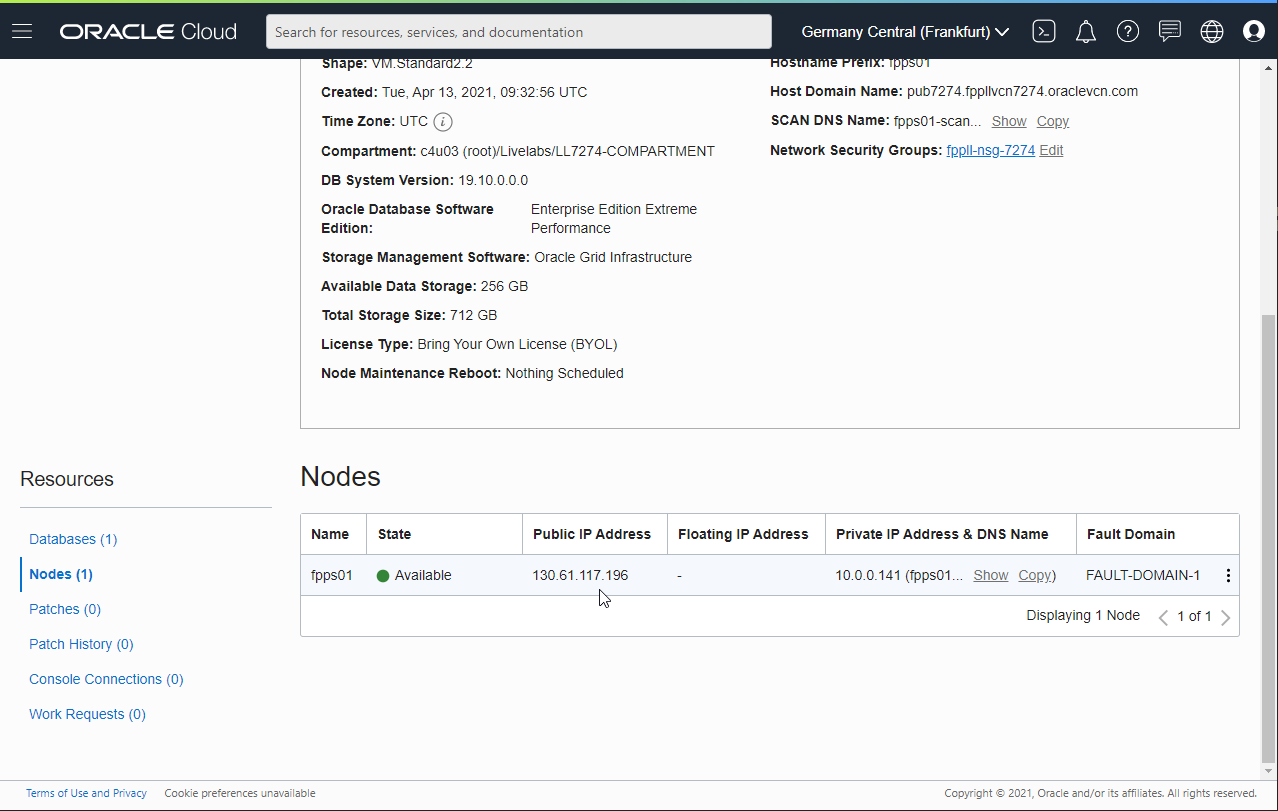 ORACLE Cloud
Search for resources, services, and documentation
Germany Central (Frankfurt)
Shape: VM.Standard2.2
Created: Tue, Apr 13, 2021, 09:32:56 UTC
Time Zone: UTC
Compartment: c4u03 (root)/Livelabs/LL7274-COMPARTMENT
DB System Version: 19.10.0.0.0
Oracle Database Software Edition: Enterprise Edition Extreme Performance
Storage Management Software: Oracle Grid Infrastructure
Available Data Storage: 256 GB
Total Storage Size: 712 GB
License Type: Bring Your Own License (BYOL)
Node Maintenance Reboot: Nothing Scheduled
Hostname Prefix: fpps01
Host Domain Name: pub7274.fppllvcn7274.oraclevcn.com
SCAN DNS Name: fpps01-scan... Show Copy
Network Security Groups: fppll-nsg-7274 Edit
Resources
Databases (1)
Nodes (1)
Patches (0)
Patch History (0)
Console Connections (0)
Work Requests (0)
Nodes
Name State Public IP Address Floating IP Address Private IP Address & DNS Name Fault Domain
fpps01 Available 130.61.117.196 - 10.0.0.141 (fpps01... Show Copy) FAULT-DOMAIN-1
Displaying 1 Node 1 of 1
Terms of Use and Privacy Cookie preferences unavailable
Copyright © 2021, Oracle and/or its affiliates. All rights reserved.